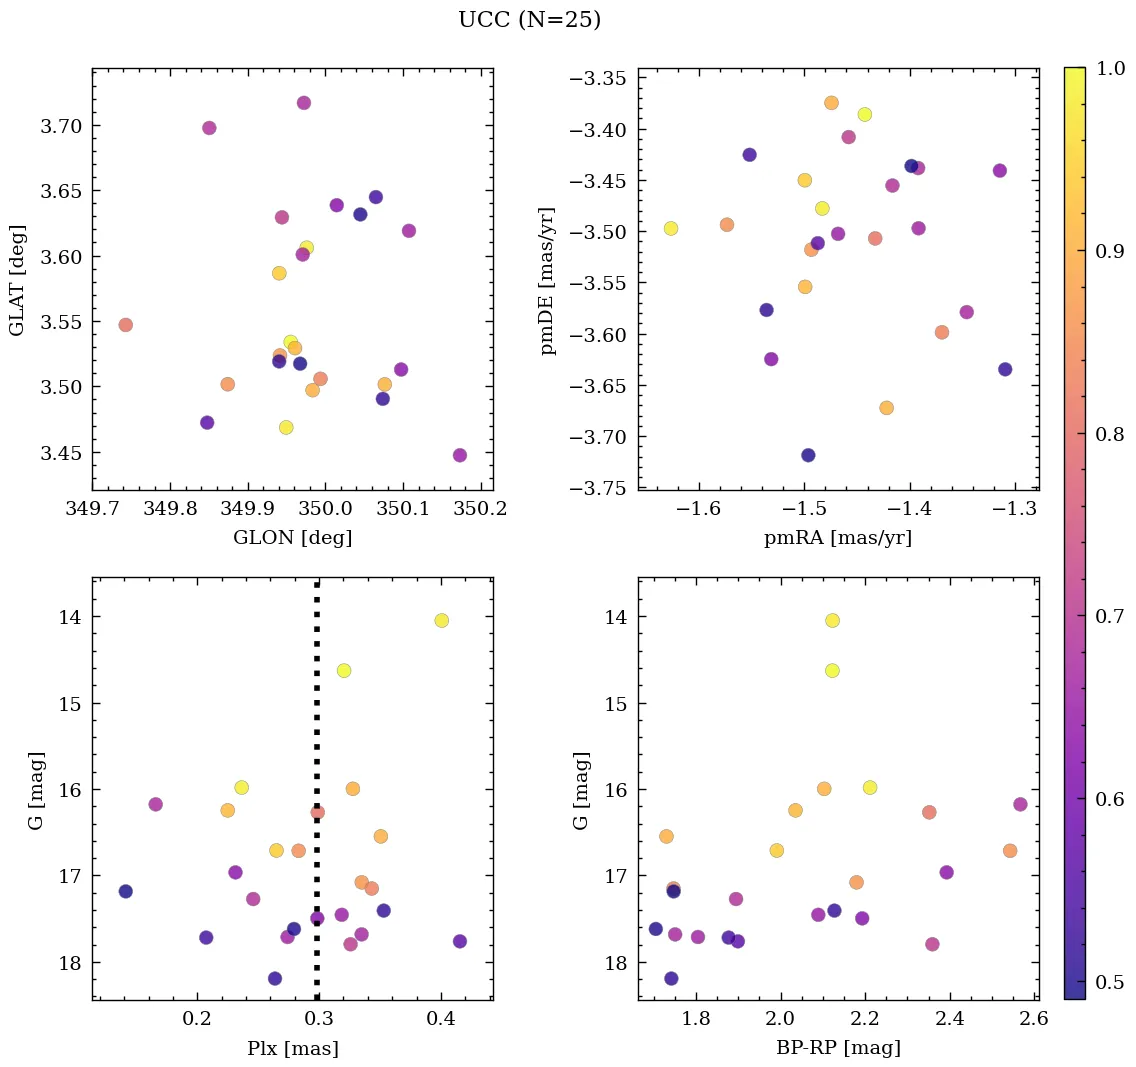 UCC (N=25)
3.70
3.65
3.60
3.55
3.50
3.45
GLAT [deg]
349.7 349.8 349.9 350.0 350.1 350.2
GLON [deg]
−3.35
−3.40
−3.45
−3.50
−3.55
−3.60
−3.65
−3.70
−3.75
pmDE [mas/yr]
−1.6 −1.5 −1.4 −1.3
pmRA [mas/yr]
14
15
16
17
18
G [mag]
0.2 0.3 0.4
Plx [mas]
14
15
16
17
18
G [mag]
1.8 2.0 2.2 2.4 2.6
BP-RP [mag]
1.0
0.9
0.8
0.7
0.6
0.5